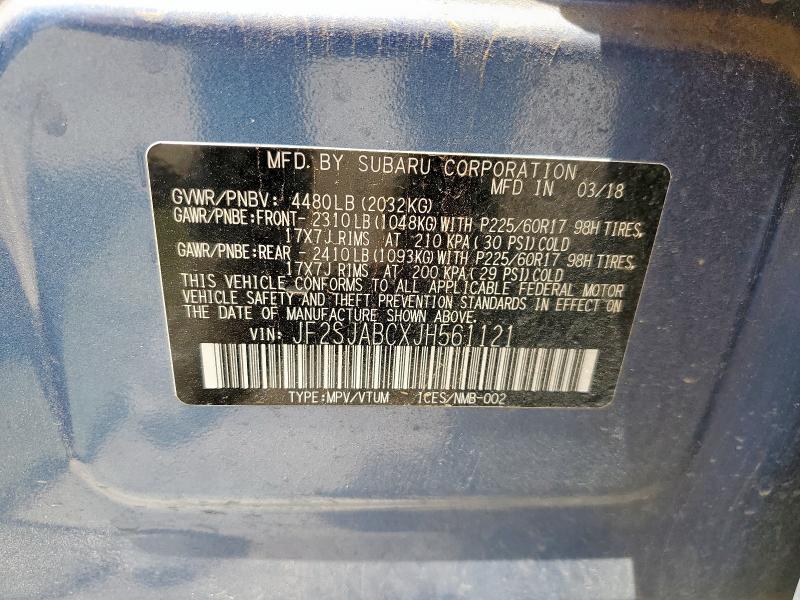 MFD. BY SUBARU CORPORATION
MFD IN 03/18
GVWR/PNBV: 4480LB (2032KG)
GAWR/PNBE:FRONT- 2310LB (1048KG) WITH P225/60R17 98H TIRES,
17X7J RIMS AT 210 KPA ( 30 PSI) COLD
GAWR/PNBE:REAR - 2410LB (1093KG) WITH P225/60R17 98H TIRES,
17X7J RIMS AT 200 KPA ( 29 PSI) COLD
THIS VEHICLE CONFORMS TO ALL APPLICABLE FEDERAL MOTOR
VEHICLE SAFETY AND THEFT PREVENTION STANDARDS IN EFFECT ON
THE DATE OF MANUFACTURE SHOWN ABOVE.
VIN: JF2SJABCXJH561121
TYPE:MPV/VTUM ICES/NMB-002